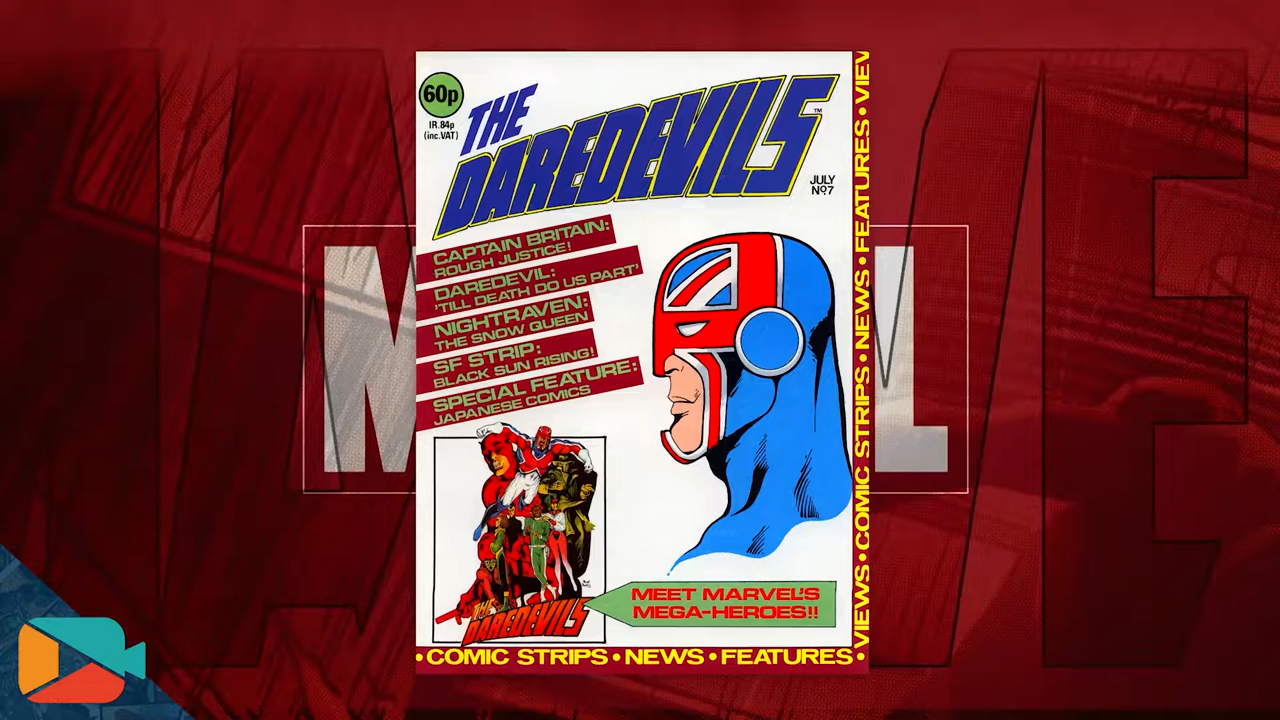 60p
IR.84p
(inc.VAT)
THE
DAREDEVILS
™
JULY
Nº7
CAPTAIN BRITAIN:
ROUGH JUSTICE!
DAREDEVIL:
'TILL DEATH DO US PART'
NIGHTRAVEN:
THE SNOW QUEEN
SF STRIP:
BLACK SUN RISING!
SPECIAL FEATURE:
JAPANESE COMICS
THE
DAREDEVILS
MEET MARVEL'S
MEGA-HEROES!!
• COMIC STRIPS • NEWS • FEATURES •
VIEWS • COMIC STRIPS • NEWS • FEATURES • VIEW
M L